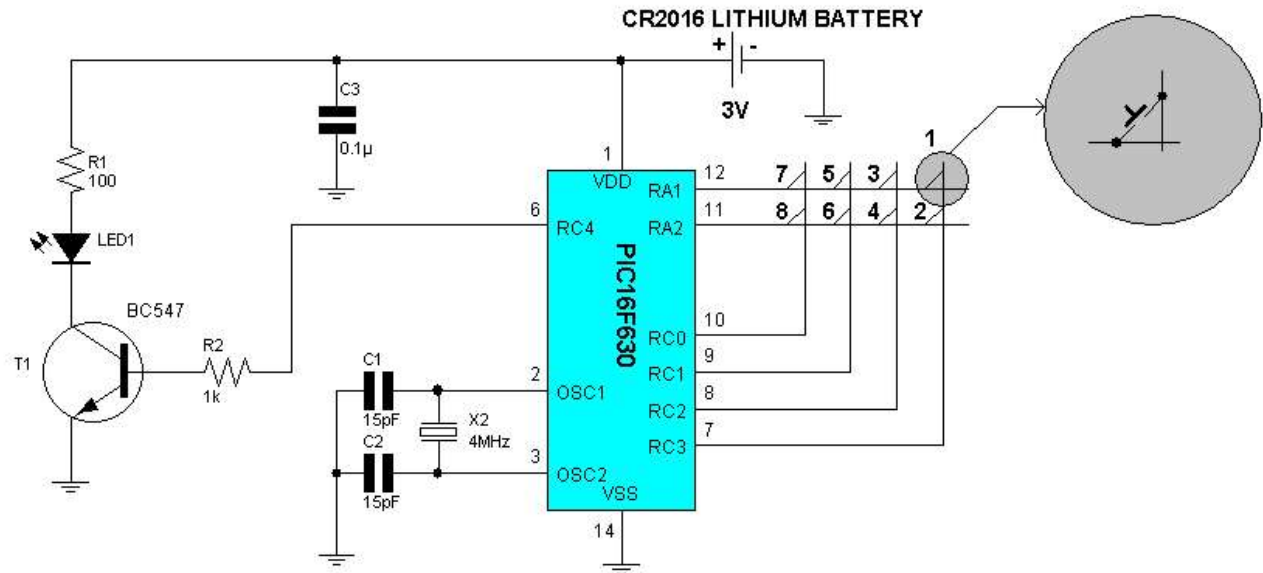 CR2016 LITHIUM BATTERY
+ -
3V
C3
0.1µ
R1
100
LED1
BC547
T1
R2
1k
C1
15pF
C2
15pF
X2
4MHz
1
VDD
6
RC4
2
OSC1
3
OSC2
VSS
14
PIC16F630
RA1
12
RA2
11
RC0
10
RC1
9
RC2
8
RC3
7
7 5 3 1
8 6 4 2